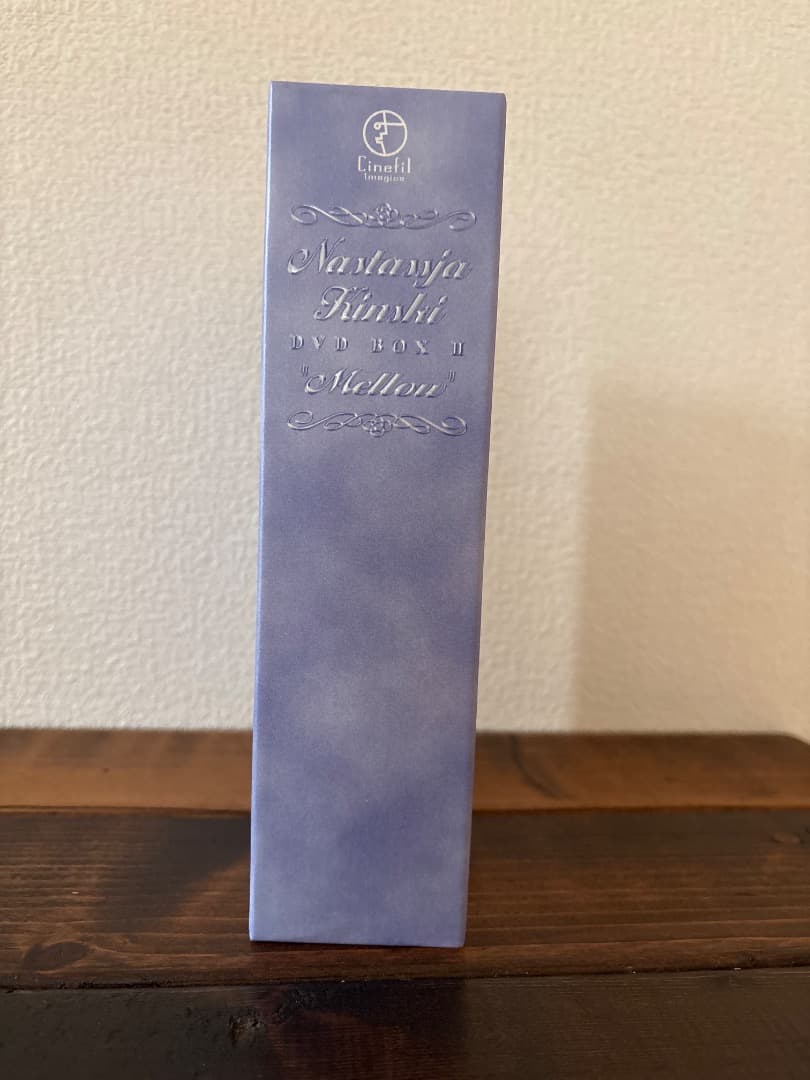 Cinefil
Imagica
Nastassja
Kinski
DVD BOX II
"Mellow"